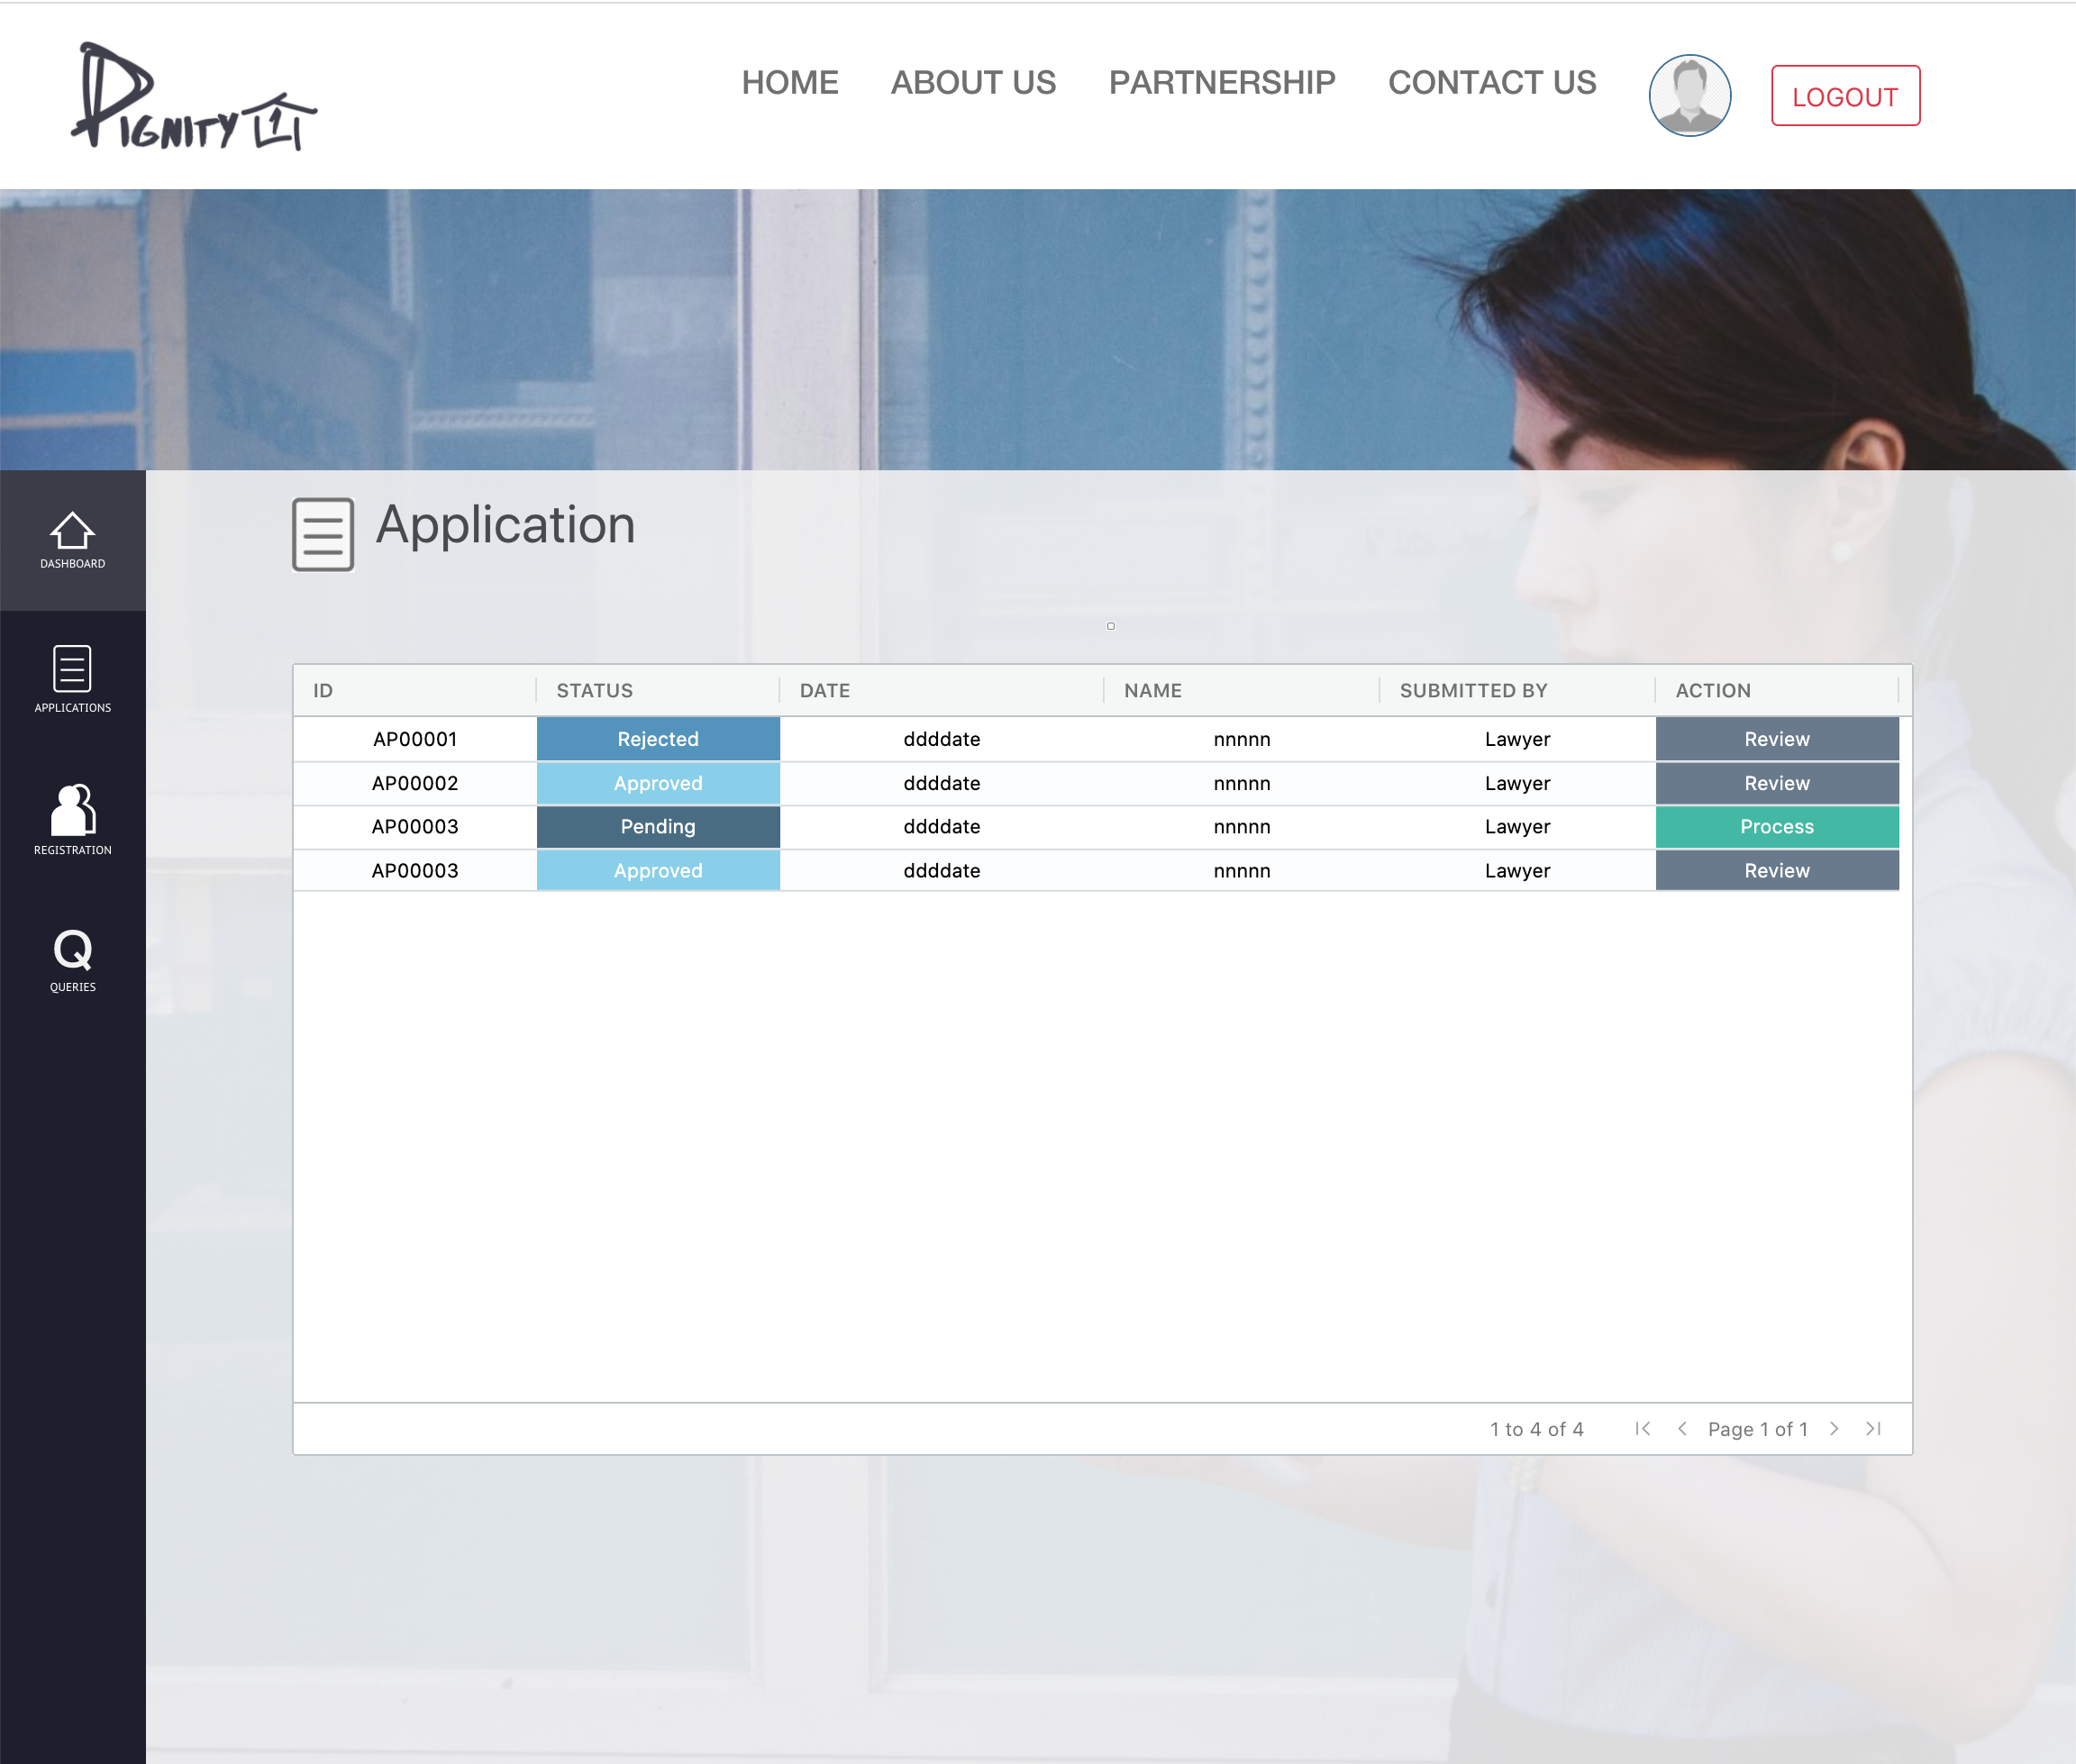 DIGNITY
HOME ABOUT US PARTNERSHIP CONTACT US LOGOUT
Application
DASHBOARD
APPLICATIONS
REGISTRATION
Q
QUERIES
ID STATUS DATE NAME SUBMITTED BY ACTION
AP00001 Rejected ddddate nnnnn Lawyer Review
AP00002 Approved ddddate nnnnn Lawyer Review
AP00003 Pending ddddate nnnnn Lawyer Process
AP00003 Approved ddddate nnnnn Lawyer Review
1 to 4 of 4 Page 1 of 1